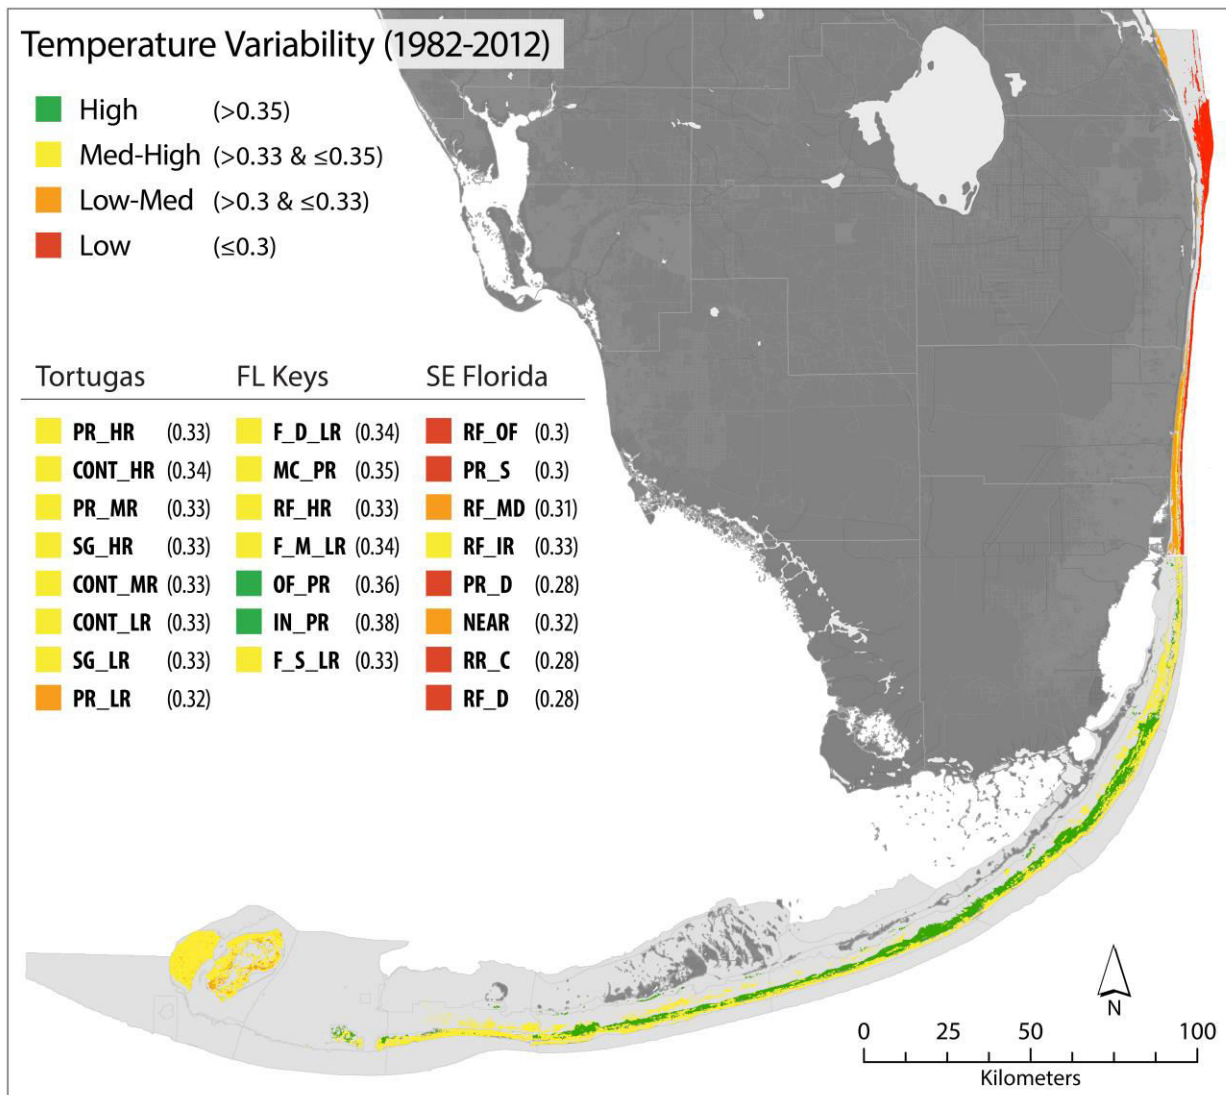 Temperature Variability (1982-2012)
High (>0.35)
Med-High (>0.33 & ≤0.35)
Low-Med (>0.3 & ≤0.33)
Low (≤0.3)
Tortugas FL Keys SE Florida
PR_HR (0.33) F_D_LR (0.34) RF_OF (0.3)
CONT_HR (0.34) MC_PR (0.35) PR_S (0.3)
PR_MR (0.33) RF_HR (0.33) RF_MD (0.31)
SG_HR (0.33) F_M_LR (0.34) RF_IR (0.33)
CONT_MR (0.33) OF_PR (0.36) PR_D (0.28)
CONT_LR (0.33) IN_PR (0.38) NEAR (0.32)
SG_LR (0.33) F_S_LR (0.33) RR_C (0.28)
PR_LR (0.32) RF_D (0.28)
N
0 25 50 100
Kilometers